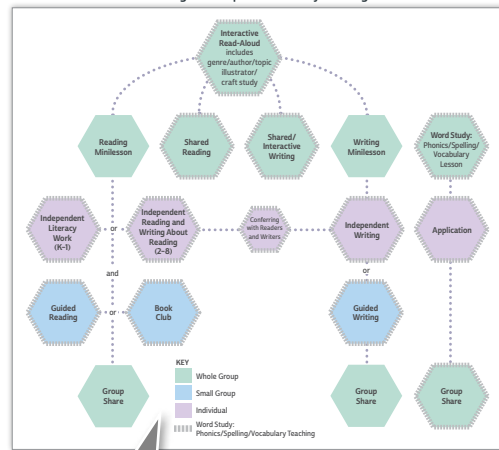 Interactive
Read-Aloud
includes
genre/author/topic
illustrator/
craft study
Reading
Minilesson
Shared
Reading
Shared/
Interactive
Writing
Writing
Minilesson
Word Study:
Phonics/Spelling/
Vocabulary
Lesson
Independent
Literacy
Work
(K–1)
or
Independent
Reading and
Writing About
Reading
(2–8)
Conferring
with Readers
and Writers
Independent
Writing
Application
and
or
Guided
Reading
or
Book
Club
Guided
Writing
Group
Share
KEY
Whole Group
Small Group
Individual
Word Study:
Phonics/Spelling/Vocabulary Teaching
Group
Share
Group
Share